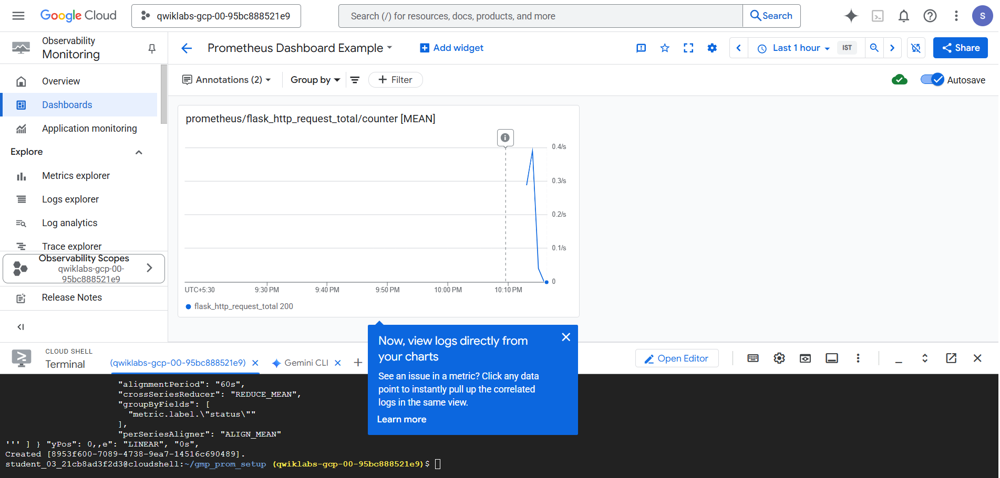 Google Cloud
qwiklabs-gcp-00-95bc888521e9
Search (/) for resources, docs, products, and more
Search
S
Observability
Monitoring
Prometheus Dashboard Example
Add widget
Last 1 hour
IST
Share
Overview
Dashboards
Application monitoring
Explore
Metrics explorer
Logs explorer
Log analytics
Trace explorer
Observability Scopes
qwiklabs-gcp-00-
95bc888521e9
Release Notes
Annotations (2)
Group by
Filter
Autosave
prometheus/flask_http_request_total/counter [MEAN]
0.4/s
0.3/s
0.2/s
0.1/s
0
UTC+5:30
9:30 PM
9:40 PM
9:50 PM
10:00 PM
10:10 PM
flask_http_request_total 200
Now, view logs directly from
your charts
See an issue in a metric? Click any data
point to instantly pull up the correlated
logs in the same view.
Learn more
CLOUD SHELL
Terminal
(qwiklabs-gcp-00-95bc888521e9)
Gemini CLI
Open Editor
"alignmentPeriod": "60s",
"crossSeriesReducer": "REDUCE_MEAN",
"groupByFields": [
"metric.label.\"status\""
],
"perSeriesAligner": "ALIGN_MEAN"
''' ] } "yPos": 0,,e": "LINEAR", "0s",
Created [8953f600-7089-4738-9ea7-14516c690489].
student_03_21cb8ad3f2d3@cloudshell:~/gmp_prom_setup (qwiklabs-gcp-00-95bc888521e9)$